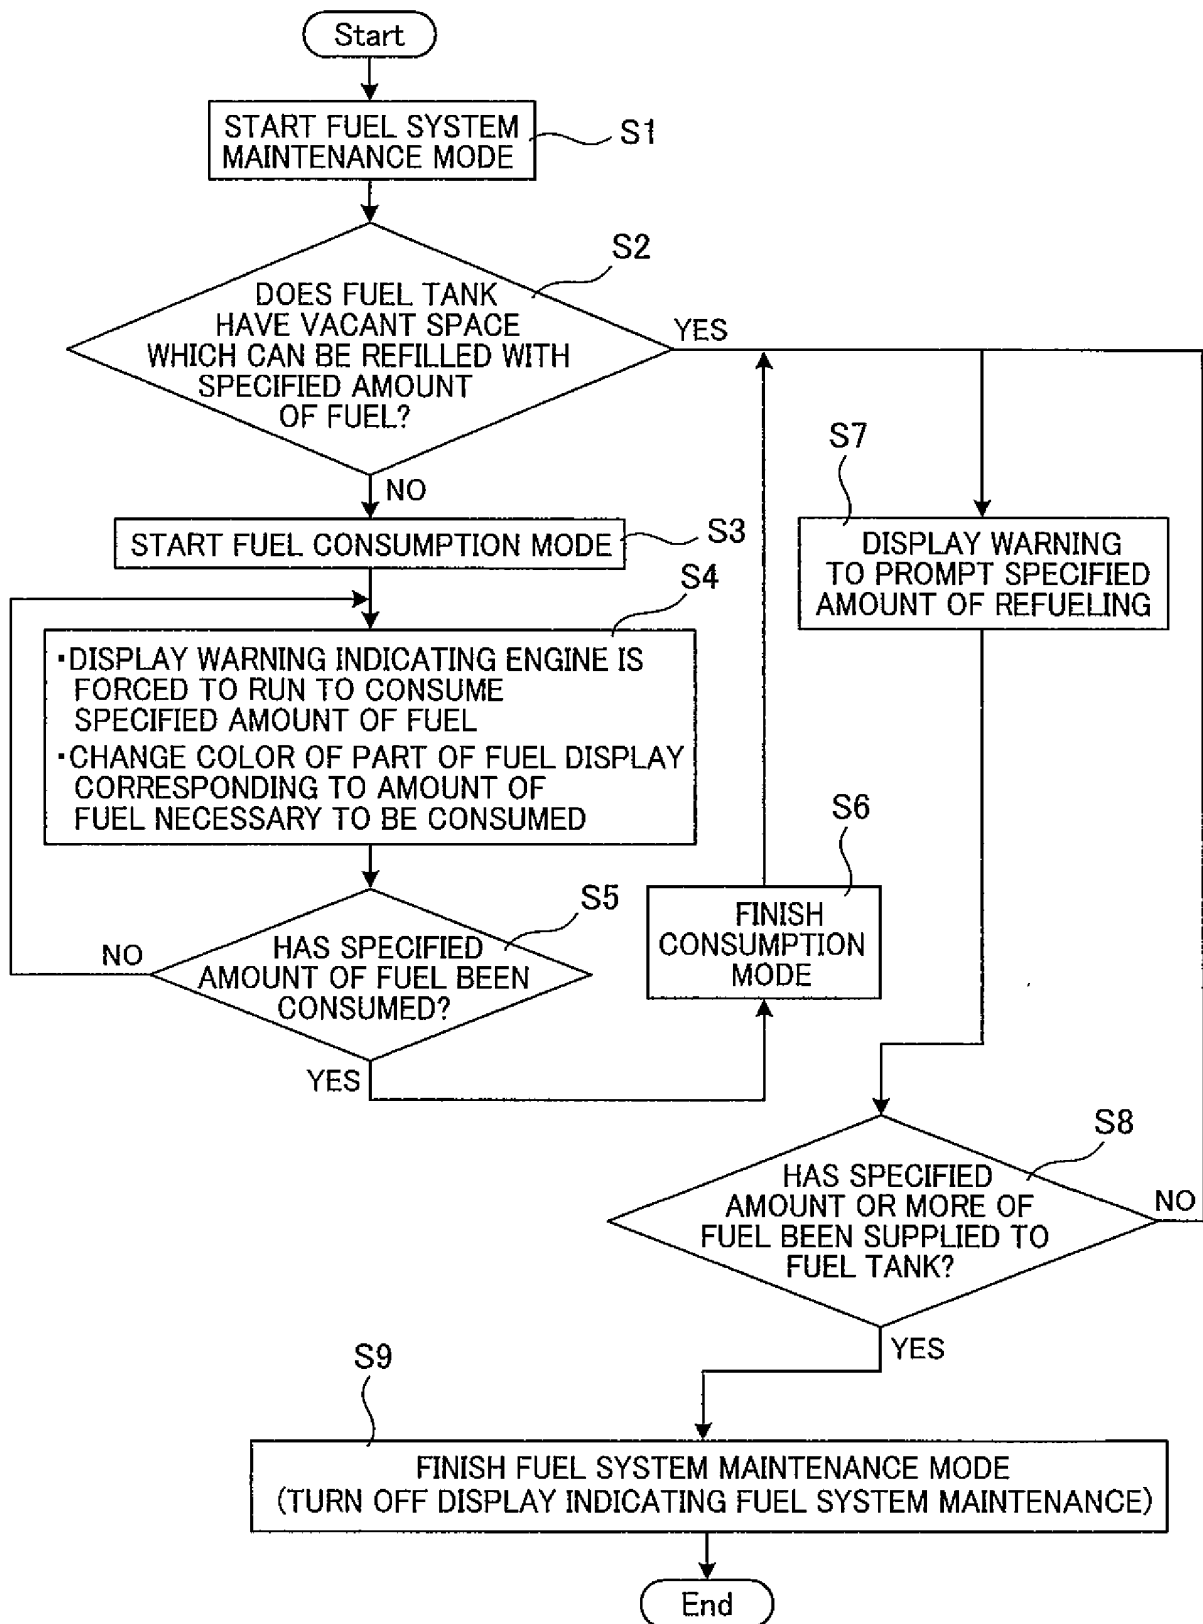 Start
START FUEL SYSTEM
MAINTENANCE MODE
S1
S2
DOES FUEL TANK
HAVE VACANT SPACE
WHICH CAN BE REFILLED WITH
SPECIFIED AMOUNT
OF FUEL?
YES
NO
START FUEL CONSUMPTION MODE
S3
S4
・DISPLAY WARNING INDICATING ENGINE IS
FORCED TO RUN TO CONSUME
SPECIFIED AMOUNT OF FUEL
・CHANGE COLOR OF PART OF FUEL DISPLAY
CORRESPONDING TO AMOUNT OF
FUEL NECESSARY TO BE CONSUMED
S5
HAS SPECIFIED
AMOUNT OF FUEL BEEN
CONSUMED?
NO
YES
S6
FINISH
CONSUMPTION
MODE
S7
DISPLAY WARNING
TO PROMPT SPECIFIED
AMOUNT OF REFUELING
S8
HAS SPECIFIED
AMOUNT OR MORE OF
FUEL BEEN SUPPLIED TO
FUEL TANK?
NO
YES
S9
FINISH FUEL SYSTEM MAINTENANCE MODE
(TURN OFF DISPLAY INDICATING FUEL SYSTEM MAINTENANCE)
End